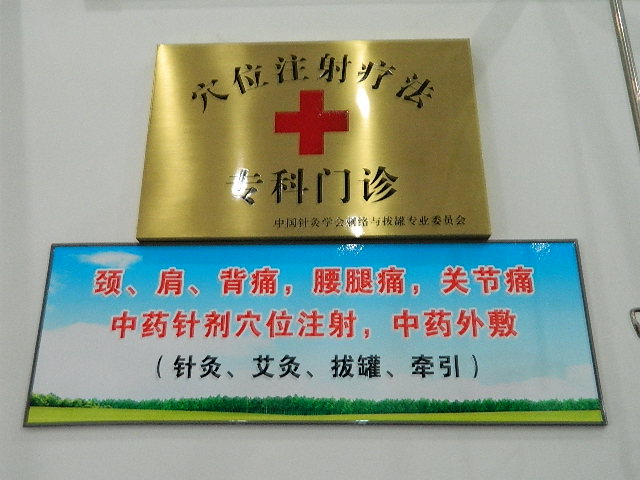 穴位注射疗法
专科门诊
中国针灸学会刺络与拔罐专业委员会
颈、肩、背痛，腰腿痛，关节痛
中药针剂穴位注射，中药外敷
（针灸、艾灸、拔罐、牵引）